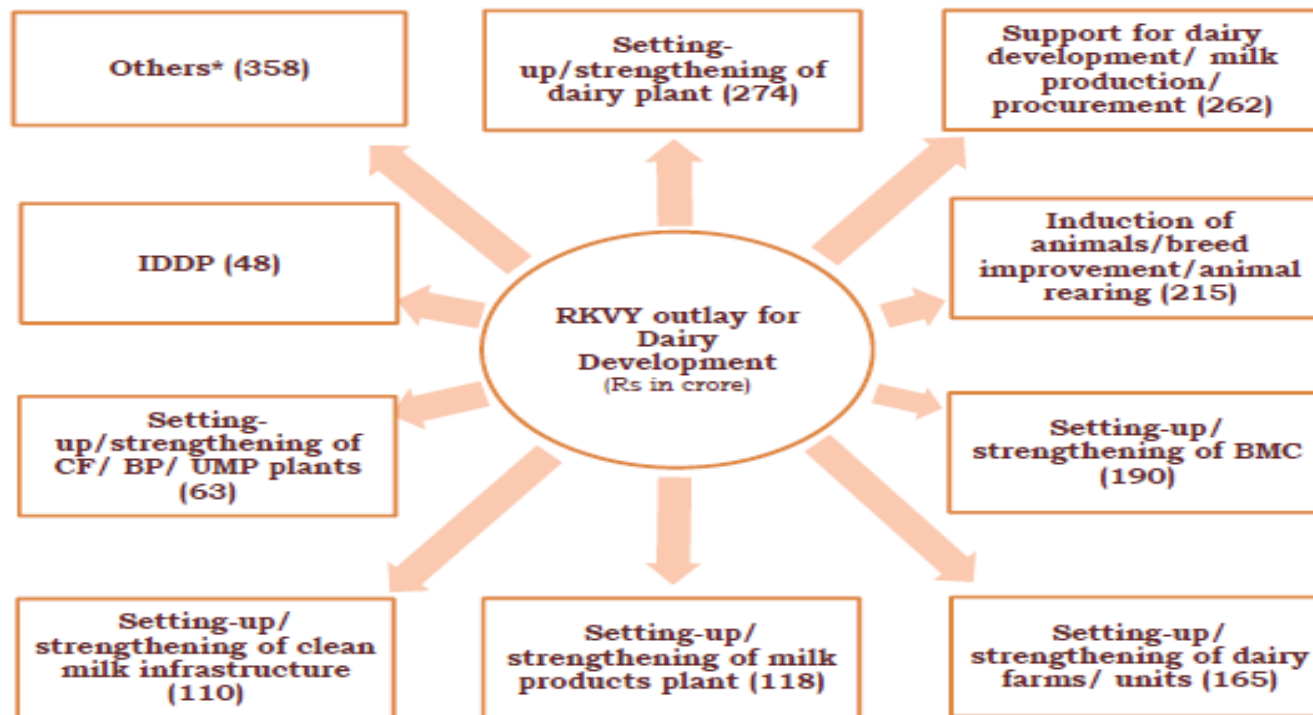 Others* (358)
Setting-
up/strengthening of
dairy plant (274)
Support for dairy
development/ milk
production/
procurement (262)
IDDP (48)
Induction of
animals/breed
improvement/animal
rearing (215)
RKVY outlay for
Dairy
Development
(Rs in crore)
Setting-
up/strengthening of
CF/ BP/ UMP plants
(63)
Setting-up/
strengthening of BMC
(190)
Setting-up/
strengthening of clean
milk infrastructure
(110)
Setting-up/
strengthening of milk
products plant (118)
Setting-up/
strengthening of dairy
farms/ units (165)